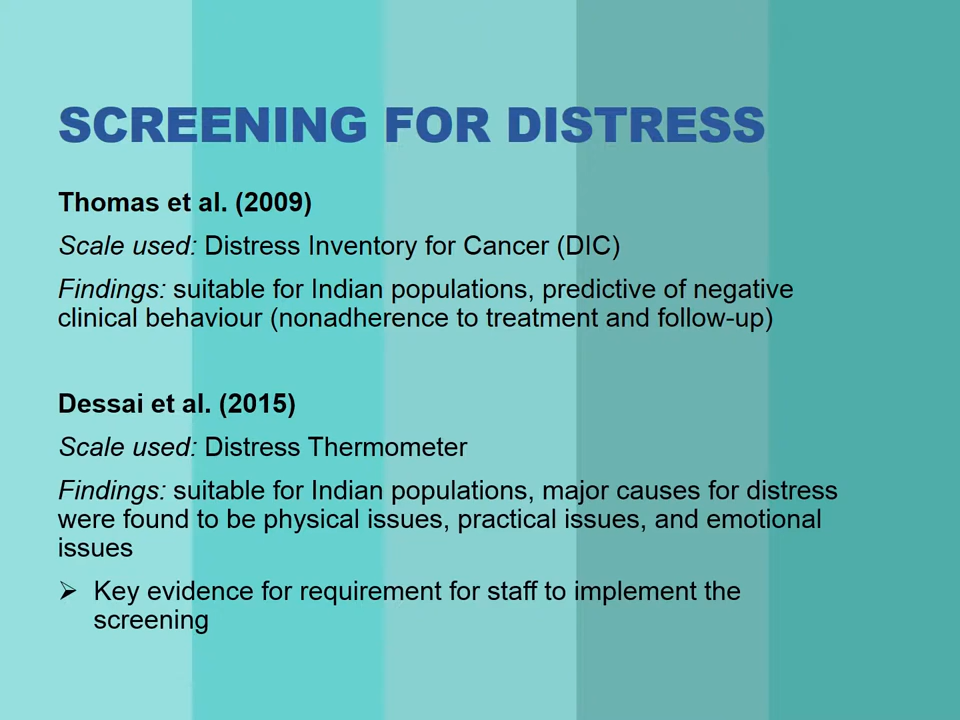 SCREENING FOR DISTRESS
Thomas et al. (2009)
Scale used: Distress Inventory for Cancer (DIC)
Findings: suitable for Indian populations, predictive of negative
clinical behaviour (nonadherence to treatment and follow-up)
Dessai et al. (2015)
Scale used: Distress Thermometer
Findings: suitable for Indian populations, major causes for distress
were found to be physical issues, practical issues, and emotional
issues
➢ Key evidence for requirement for staff to implement the
screening